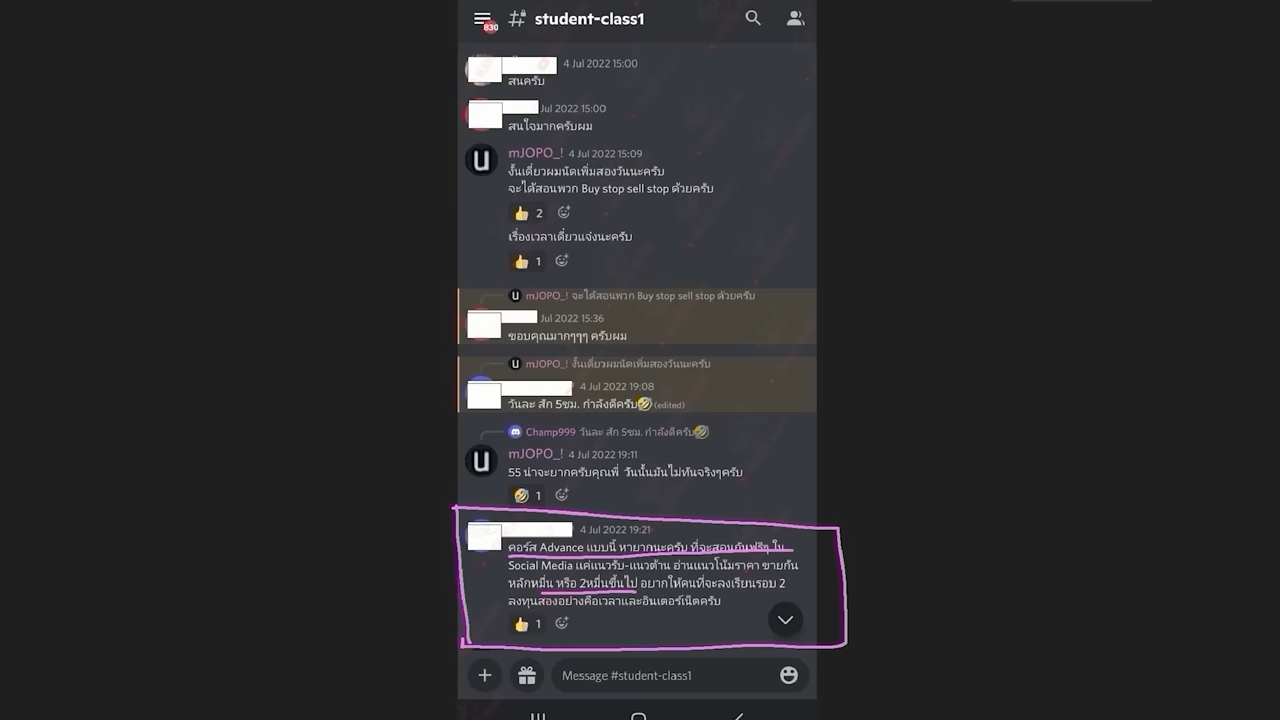 830
student-class1
4 Jul 2022 15:00
สนครับ
Jul 2022 15:00
สนใจมากครับผม
mJOPO_! 4 Jul 2022 15:09
งั้นเดี๋ยวผมนัดเพิ่มสองวันนะครับ
จะได้สอนพวก Buy stop sell stop ด้วยครับ
2
เรื่องเวลาเดี๋ยวแจ้งนะครับ
1
mJOPO_! จะได้สอนพวก Buy stop sell stop ด้วยครับ
Jul 2022 15:36
ขอบคุณมากๆๆๆ ครับผม
mJOPO_! งั้นเดี๋ยวผมนัดเพิ่มสองวันนะครับ
4 Jul 2022 19:08
วันละ สัก 5ชม. กำลังดีครับ🤣 (edited)
Champ999 วันละ สัก 5ชม. กำลังดีครับ🤣
mJOPO_! 4 Jul 2022 19:11
55 น่าจะยากครับคุณพี่ วันนั้นมันไม่ทันจริงๆครับ
1
4 Jul 2022 19:21
คอร์ส Advance แบบนี้ หายากนะครับ ที่จะสอนกันฟรีๆ ใน
Social Media แค่แนวรับ-แนวต้าน อ่านแนวโน้มราคา ขายกัน
หลักหมื่น หรือ 2หมื่นขึ้นไป อยากให้คนที่จะลงเรียนรอบ 2
ลงทุนสองอย่างคือเวลาและอินเตอร์เน็ตครับ
1
Message #student-class1